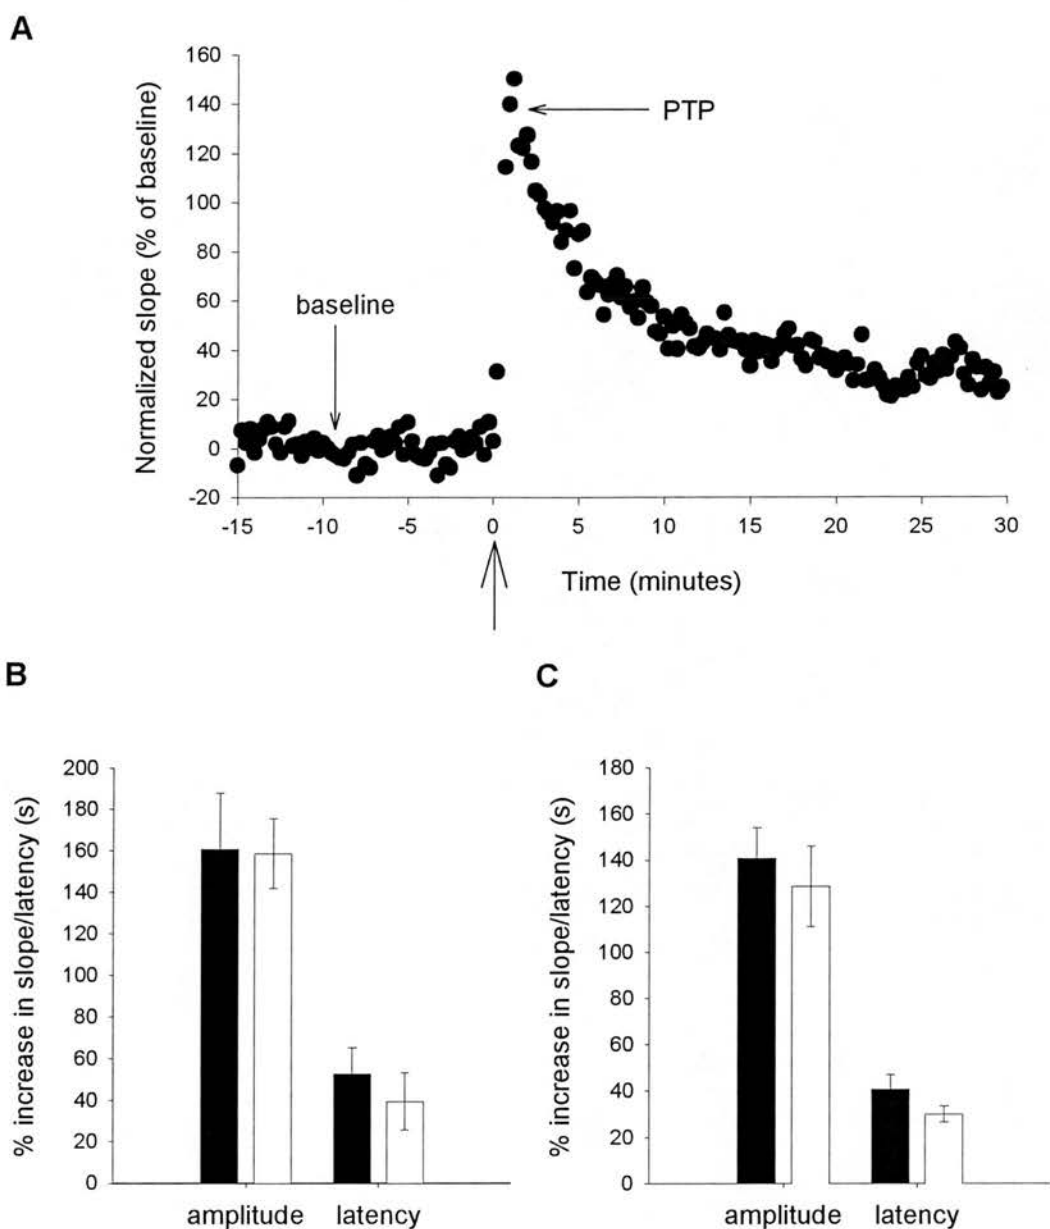 A
160
140
120
100
80
60
40
20
0
-20
Normalized slope (% of baseline)
PTP
baseline
-15 -10 -5 0 5 10 15 20 25 30
Time (minutes)
B
200
180
160
140
120
100
80
60
40
20
0
% increase in slope/latency (s)
amplitude latency
C
180
160
140
120
100
80
60
40
20
0
% increase in slope/latency (s)
amplitude latency